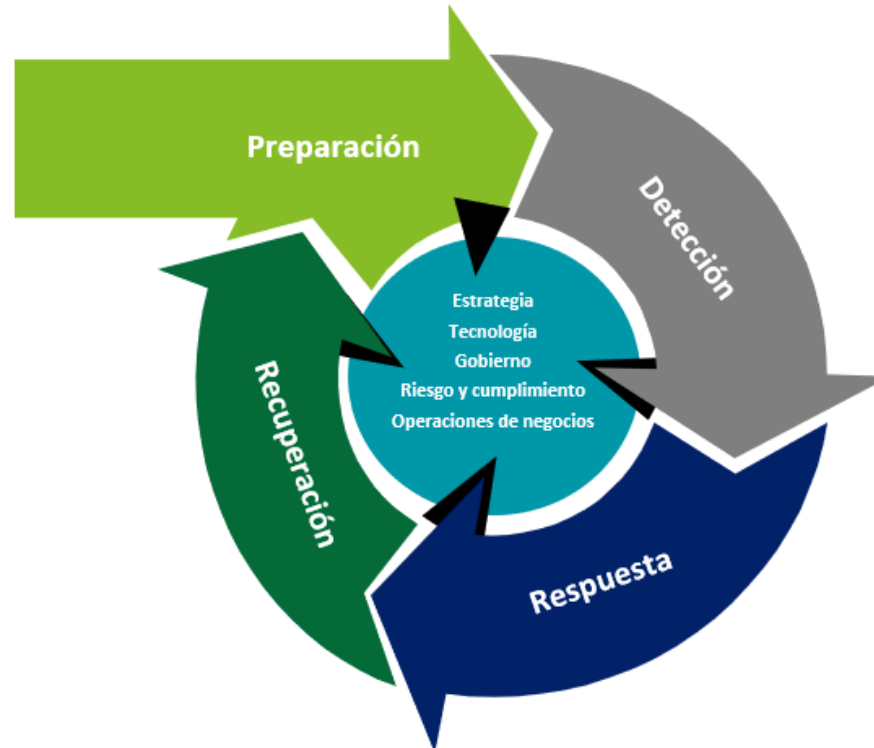 Preparación
Detección
Estrategia
Tecnología
Gobierno
Riesgo y cumplimiento
Operaciones de negocios
Respuesta
Recuperación